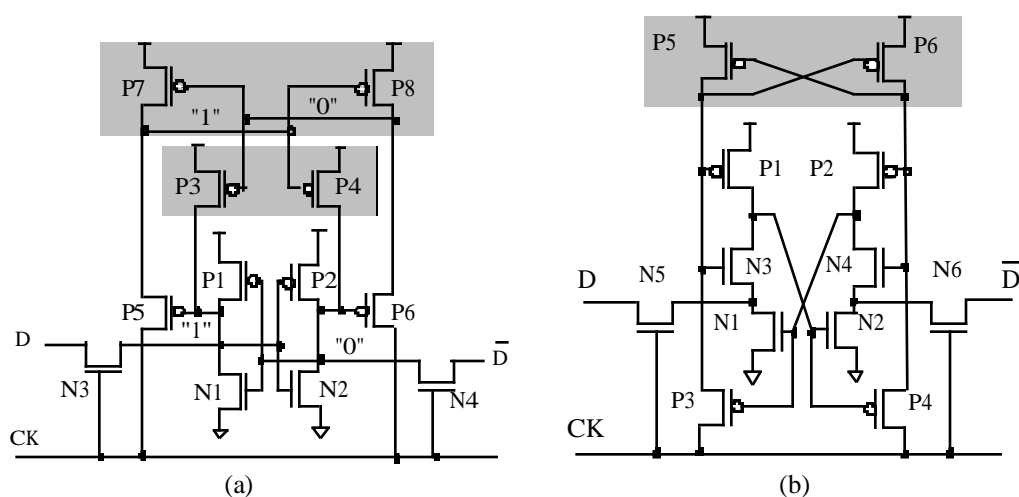 P7 P8
"1" "0"
P3 P4
P1 P2
P5 P6
"1" "0"
D D̅
N3 N1 N2 N4
CK
(a)
P5 P6
P1 P2
N3 N4
D N5 N6 D̅
N1 N2
P3 P4
CK
(b)